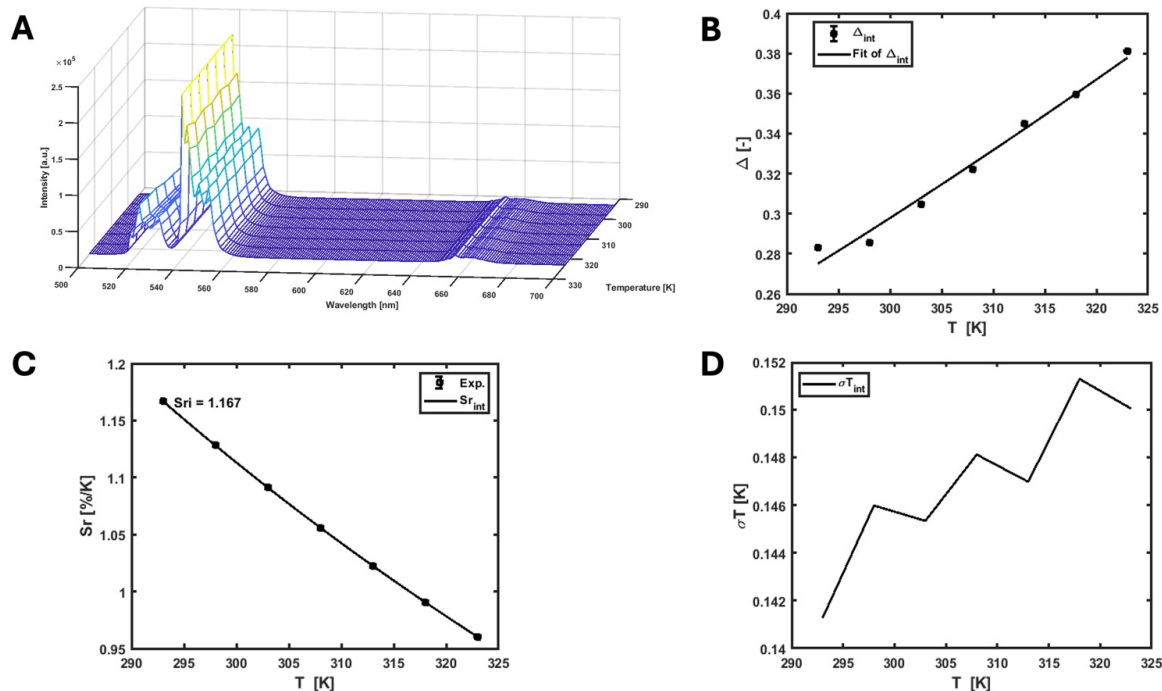 A
×10⁵
2.5
2
1.5
1
0.5
0
Intensity [a.u.]
500
520
540
560
580
600
620
640
660
680
700
Wavelength [nm]
290
300
310
320
330
Temperature [K]
B
0.4
0.38
0.36
0.34
0.32
0.3
0.28
0.26
Δ [-]
Δint
Fit of Δint
290 295 300 305 310 315 320 325
T [K]
C
1.2
1.15
1.1
1.05
1
0.95
Sr [%/K]
Sri = 1.167
Exp.
Srint
290 295 300 305 310 315 320 325
T [K]
D
0.152
0.15
0.148
0.146
0.144
0.142
0.14
σT [K]
σTint
290 295 300 305 310 315 320 325
T [K]